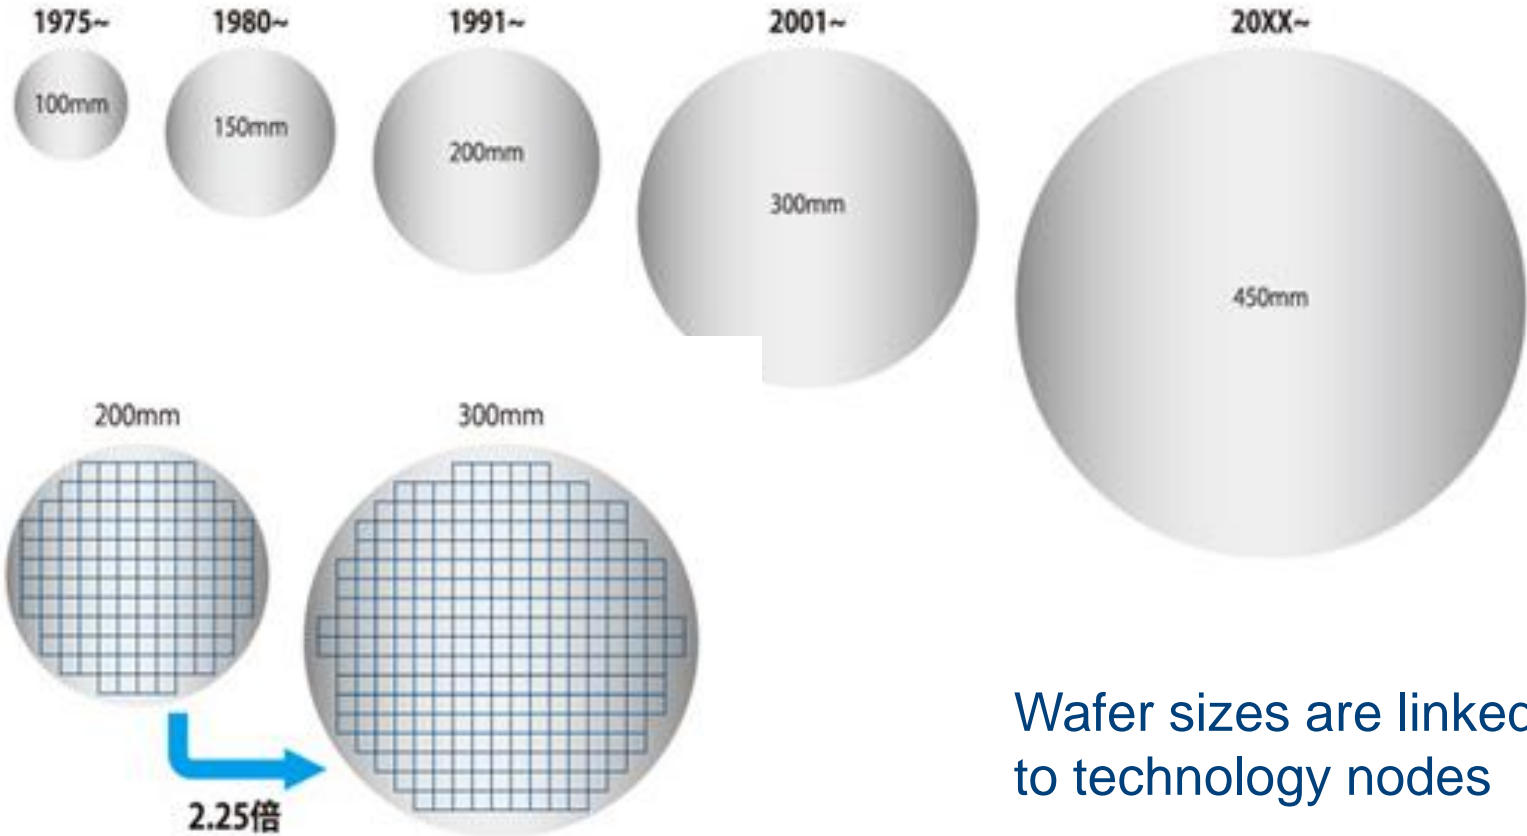 1975~
1980~
1991~
2001~
20XX~
100mm
150mm
200mm
300mm
450mm
200mm
300mm
2.25倍
Wafer sizes are linked
to technology nodes